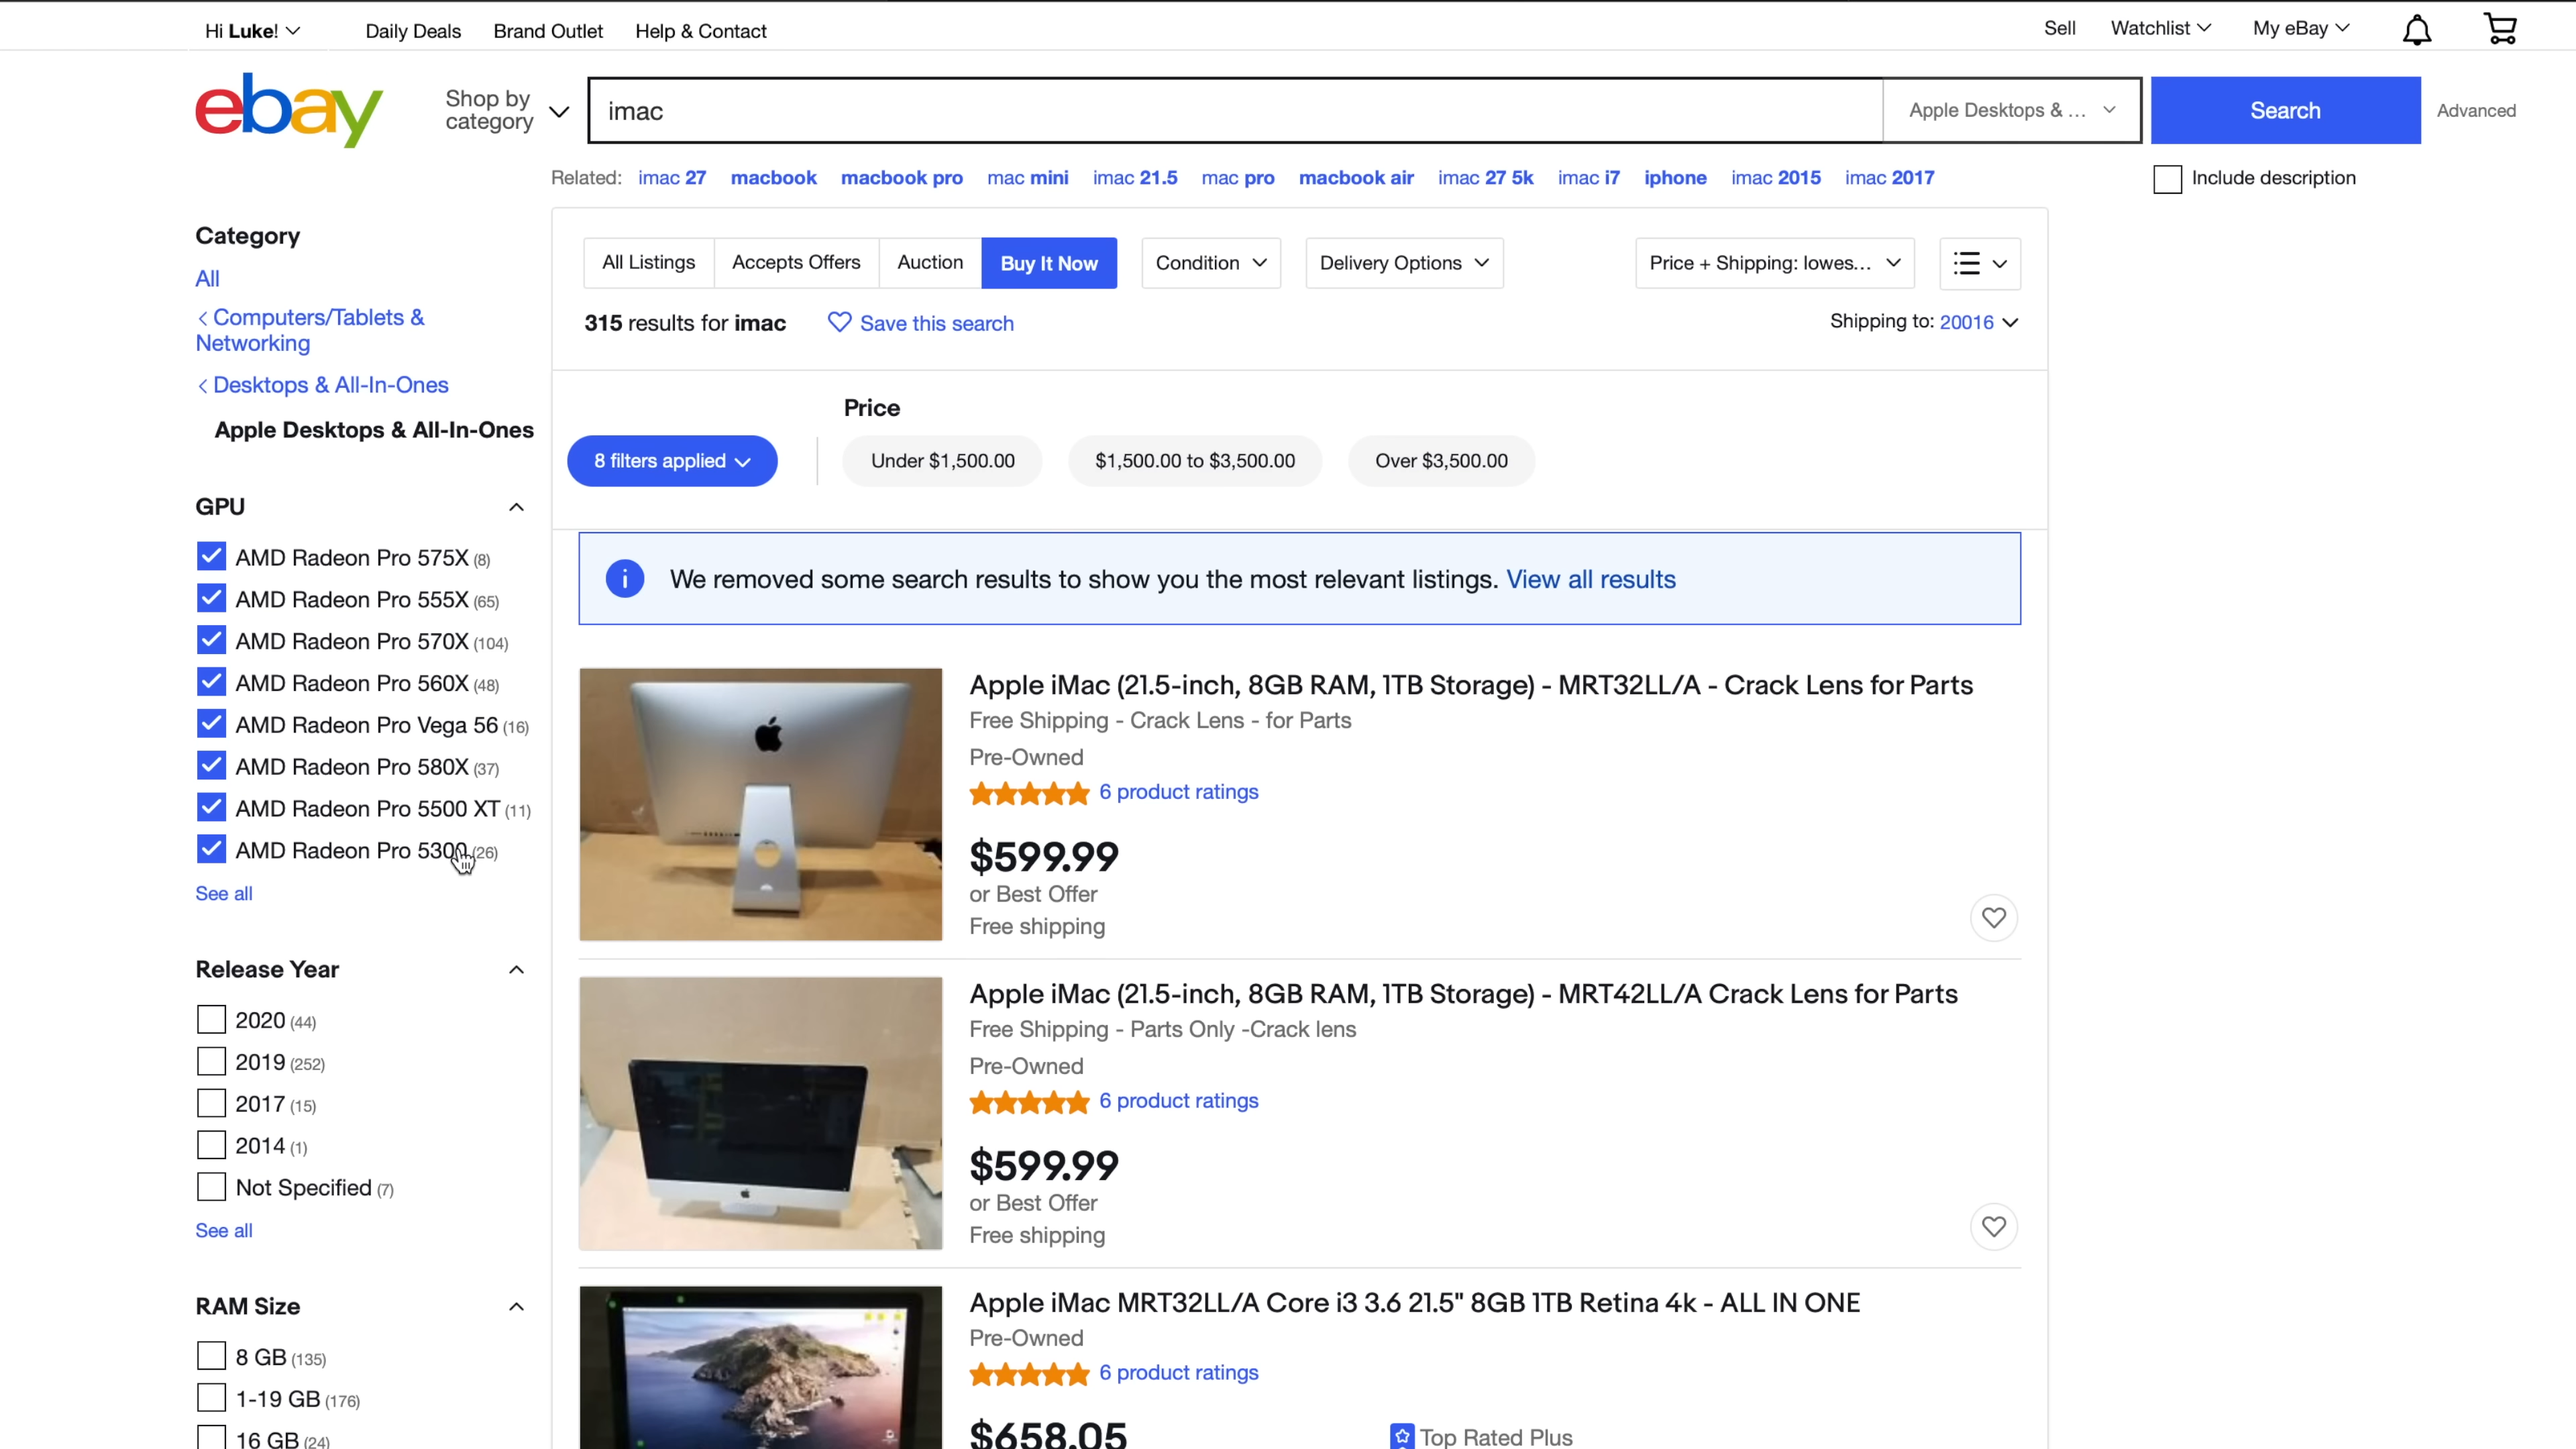 Hi Luke!
Daily Deals
Brand Outlet
Help & Contact
Sell
Watchlist
My eBay
ebay
Shop by
category
imac
Apple Desktops & ...
Search
Advanced
Related: imac 27 macbook macbook pro mac mini imac 21.5 mac pro macbook air imac 27 5k imac i7 iphone imac 2015 imac 2017
Include description
Category
All
< Computers/Tablets &
Networking
< Desktops & All-In-Ones
Apple Desktops & All-In-Ones
GPU
AMD Radeon Pro 575X (8)
AMD Radeon Pro 555X (65)
AMD Radeon Pro 570X (104)
AMD Radeon Pro 560X (48)
AMD Radeon Pro Vega 56 (16)
AMD Radeon Pro 580X (37)
AMD Radeon Pro 5500 XT (11)
AMD Radeon Pro 5300 (26)
See all
Release Year
2020 (44)
2019 (252)
2017 (15)
2014 (1)
Not Specified (7)
See all
RAM Size
8 GB (135)
1-19 GB (176)
16 GB (24)
All Listings
Accepts Offers
Auction
Buy It Now
Condition
Delivery Options
Price + Shipping: lowes...
315 results for imac
Save this search
Shipping to: 20016
Price
8 filters applied
Under $1,500.00
$1,500.00 to $3,500.00
Over $3,500.00
We removed some search results to show you the most relevant listings. View all results
Apple iMac (21.5-inch, 8GB RAM, 1TB Storage) - MRT32LL/A - Crack Lens for Parts
Free Shipping - Crack Lens - for Parts
Pre-Owned
6 product ratings
$599.99
or Best Offer
Free shipping
Apple iMac (21.5-inch, 8GB RAM, 1TB Storage) - MRT42LL/A Crack Lens for Parts
Free Shipping - Parts Only -Crack lens
Pre-Owned
6 product ratings
$599.99
or Best Offer
Free shipping
Apple iMac MRT32LL/A Core i3 3.6 21.5" 8GB 1TB Retina 4k - ALL IN ONE
Pre-Owned
6 product ratings
$658.05
Top Rated Plus